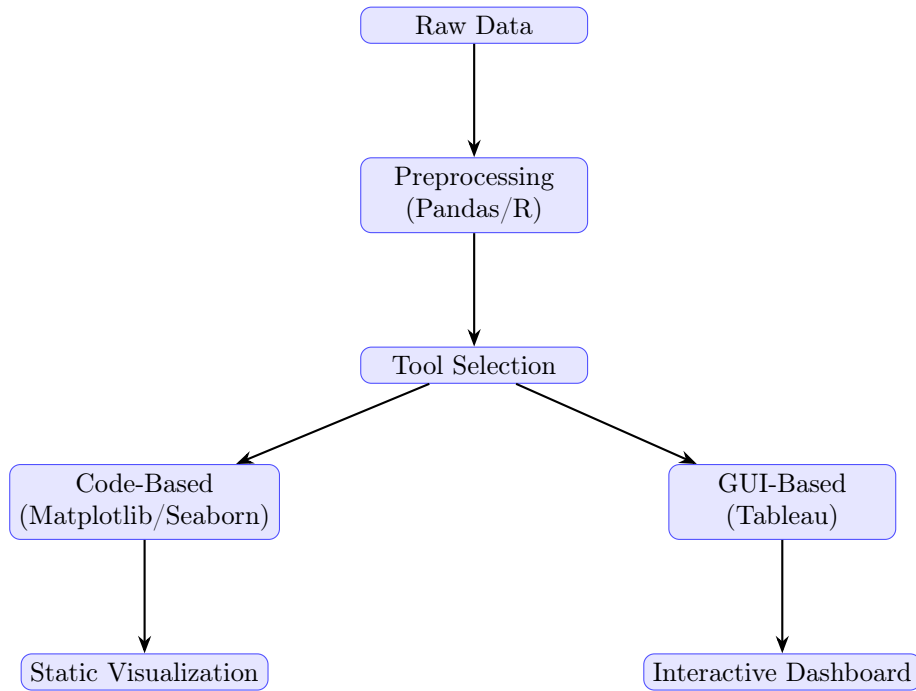 Raw Data
Preprocessing
(Pandas/R)
Tool Selection
Code-Based
(Matplotlib/Seaborn)
GUI-Based
(Tableau)
Static Visualization
Interactive Dashboard